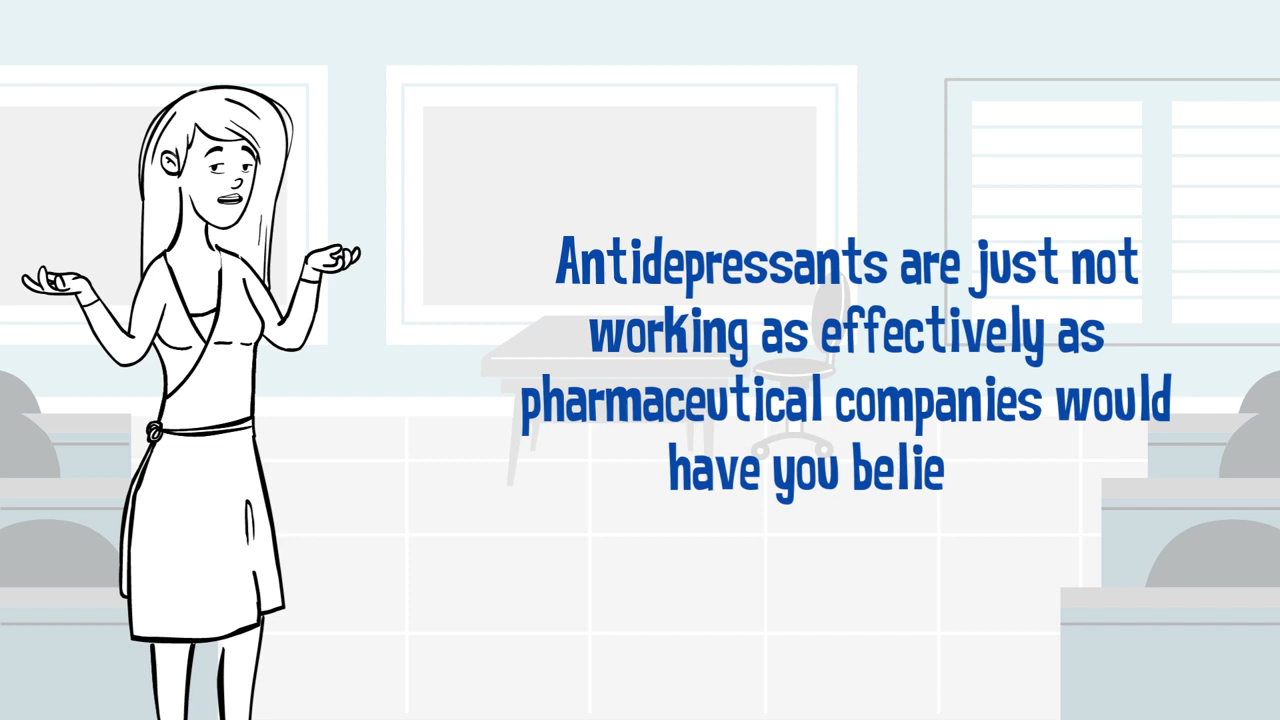 Antidepressants are just not
working as effectively as
pharmaceutical companies would
have you belie